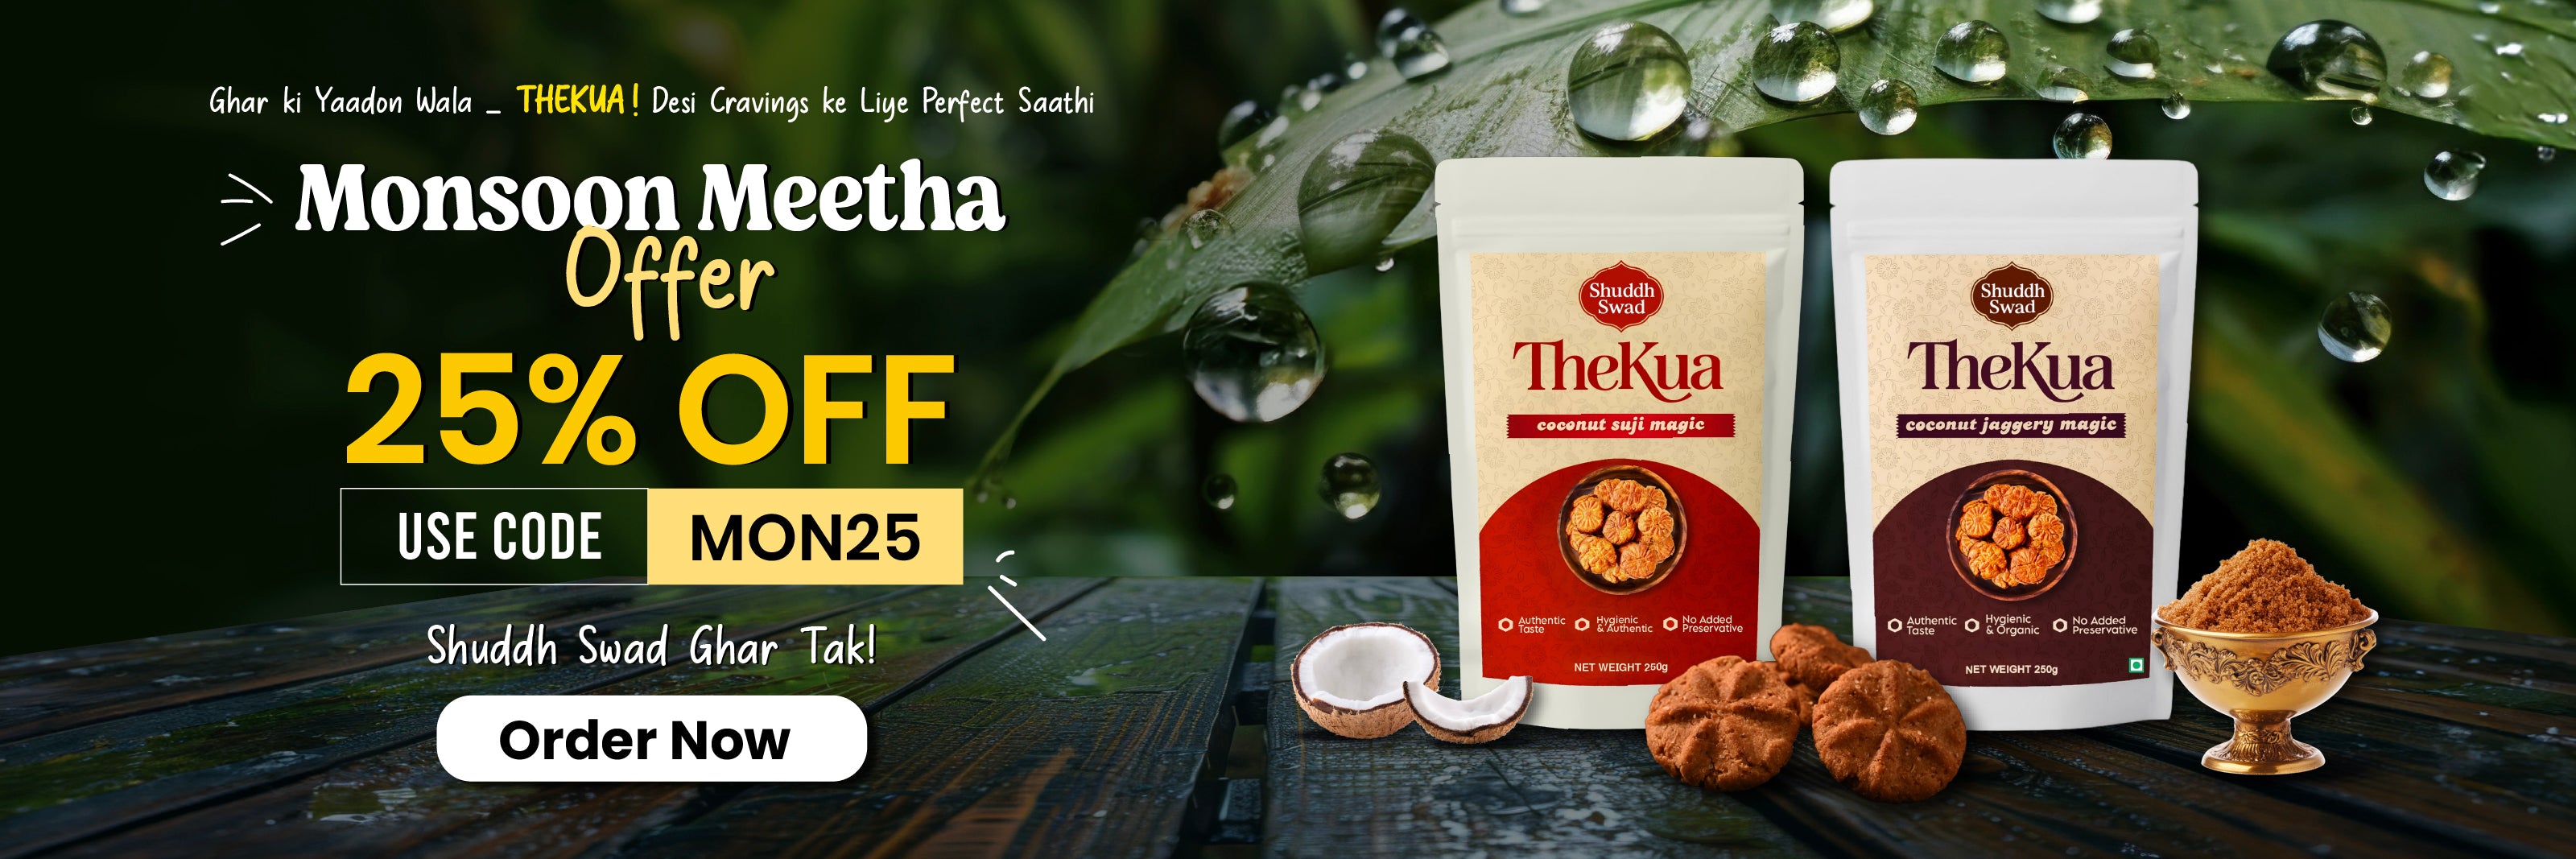 Ghar ki Yaadon Wala _ THEKUA! Desi Cravings ke Liye Perfect Saathi
Monsoon Meetha
Offer
25% OFF
USE CODE MON25
Shuddh Swad Ghar Tak!
Order Now
Shuddh
Swad
TheKua
coconut suji magic
Authentic
Taste
Hygienic
& Authentic
No Added
Preservative
NET WEIGHT 250g
Shuddh
Swad
TheKua
coconut jaggery magic
Authentic
Taste
Hygienic
& Organic
No Added
Preservative
NET WEIGHT 250g